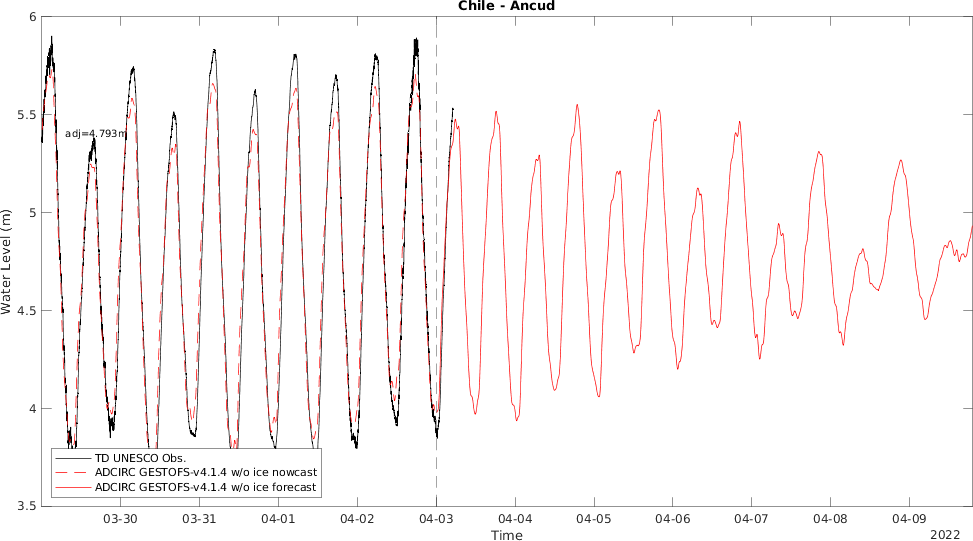 Chile - Ancud
6
5.5
5
4.5
4
3.5
Water Level (m)
adj=4.793m
TD UNESCO Obs.
ADCIRC GESTOFS-v4.1.4 w/o ice nowcast
ADCIRC GESTOFS-v4.1.4 w/o ice forecast
03-30 03-31 04-01 04-02 04-03 04-04 04-05 04-06 04-07 04-08 04-09
Time
2022